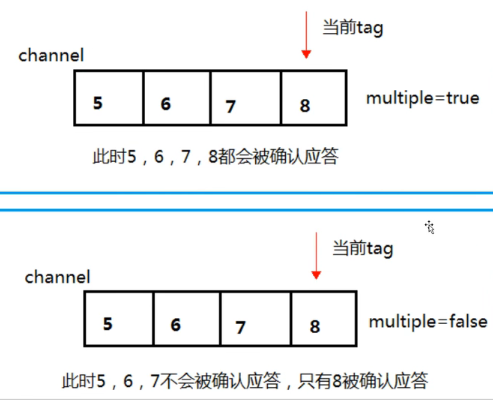 当前tag
channel
5 6 7 8 multiple=true
此时5，6，7，8都会被确认应答
当前tag
channel
5 6 7 8 multiple=false
此时5，6，7不会被确认应答，只有8被确认应答